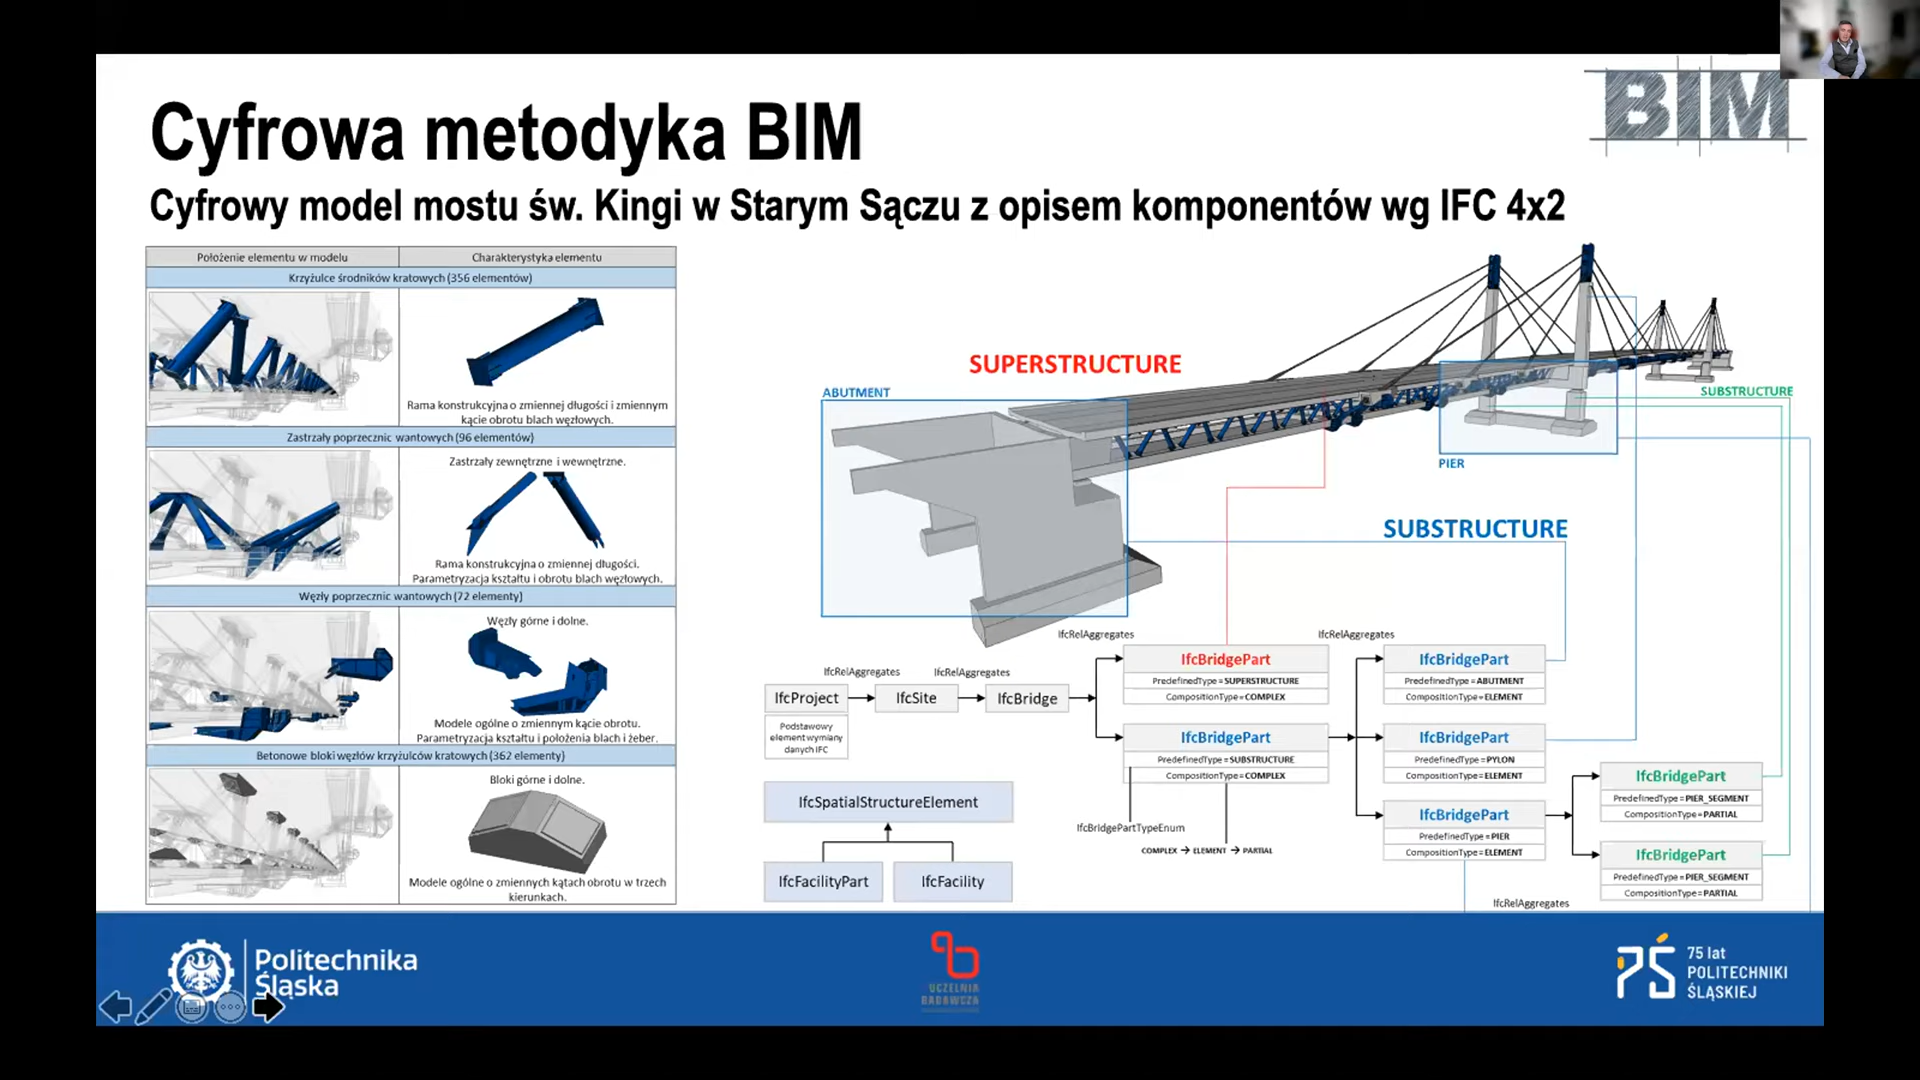 BIM
Cyfrowa metodyka BIM
Cyfrowy model mostu św. Kingi w Starym Sączu z opisem komponentów wg IFC 4x2
Położenie elementu w modelu
Charakterystyka elementu
Krzyżulce środników kratowych (356 elementów)
Rama konstrukcyjna o zmiennej długości i zmiennym
kącie obrotu blach węzłowych.
Zastrzały poprzecznic wantowych (96 elementów)
Zastrzały zewnętrzne i wewnętrzne.
Rama konstrukcyjna o zmiennej długości.
Parametryzacja kształtu i obrotu blach węzłowych.
Węzły poprzecznic wantowych (72 elementy)
Węzły górne i dolne.
Modele ogólne o zmiennym kącie obrotu.
Parametryzacja kształtu i położenia blach i żeber.
Betonowe bloki węzłów krzyżulców kratowych (362 elementy)
Bloki górne i dolne.
Modele ogólne o zmiennych kątach obrotu w trzech
kierunkach.
SUPERSTRUCTURE
ABUTMENT
SUBSTRUCTURE
PIER
SUBSTRUCTURE
IfcRelAggregates
IfcRelAggregates
IfcRelAggregates
IfcRelAggregates
IfcProject
IfcSite
IfcBridge
Podstawowy
element wymiany
danych IFC
IfcBridgePart
PredefinedType = SUPERSTRUCTURE
CompositionType = COMPLEX
IfcBridgePart
PredefinedType = SUBSTRUCTURE
CompositionType = COMPLEX
IfcBridgePart
PredefinedType = ABUTMENT
CompositionType = ELEMENT
IfcBridgePart
PredefinedType = PYLON
CompositionType = ELEMENT
IfcBridgePart
PredefinedType = PIER
CompositionType = ELEMENT
IfcBridgePart
PredefinedType = PIER_SEGMENT
CompositionType = PARTIAL
IfcBridgePart
PredefinedType = PIER_SEGMENT
CompositionType = PARTIAL
IfcRelAggregates
IfcBridgePartTypeEnum
COMPLEX → ELEMENT → PARTIAL
IfcSpatialStructureElement
IfcFacilityPart
IfcFacility
Politechnika
Śląska
UCZELNIA
BADAWCZA
75 lat
POLITECHNIKI
ŚLĄSKIEJ